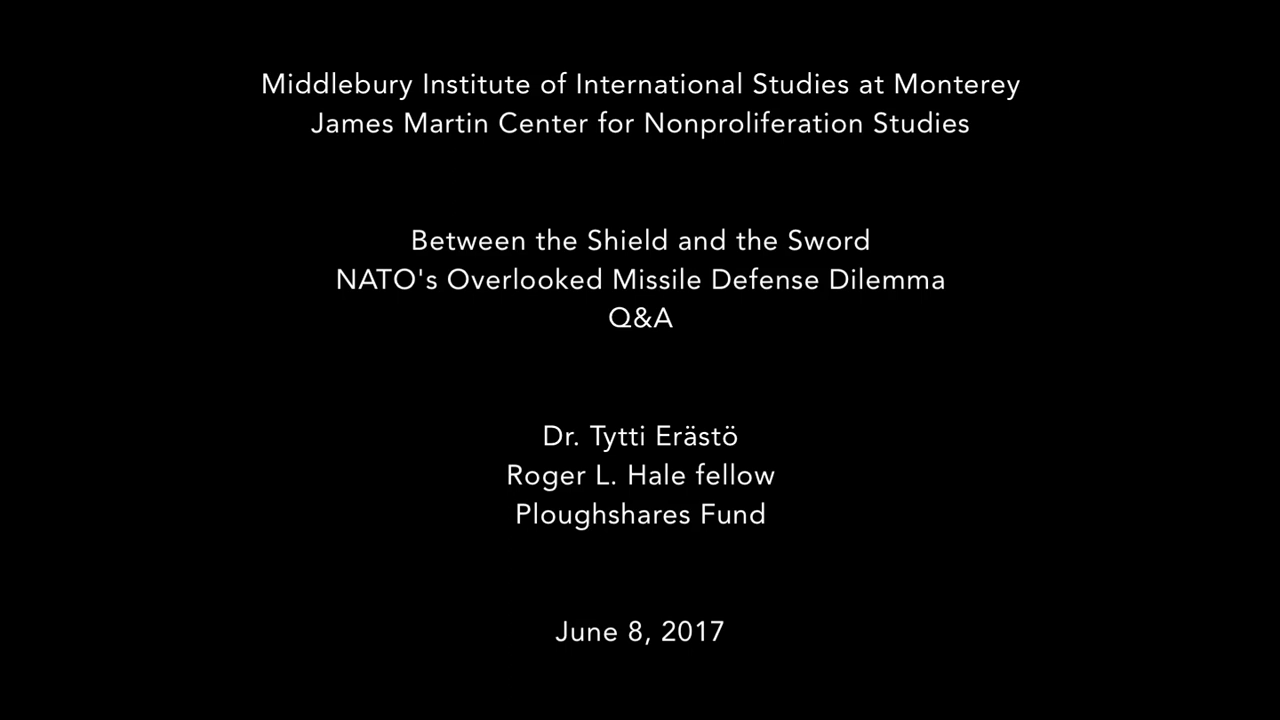 Middlebury Institute of International Studies at Monterey
James Martin Center for Nonproliferation Studies
Between the Shield and the Sword
NATO's Overlooked Missile Defense Dilemma
Q&A
Dr. Tytti Erästö
Roger L. Hale fellow
Ploughshares Fund
June 8, 2017